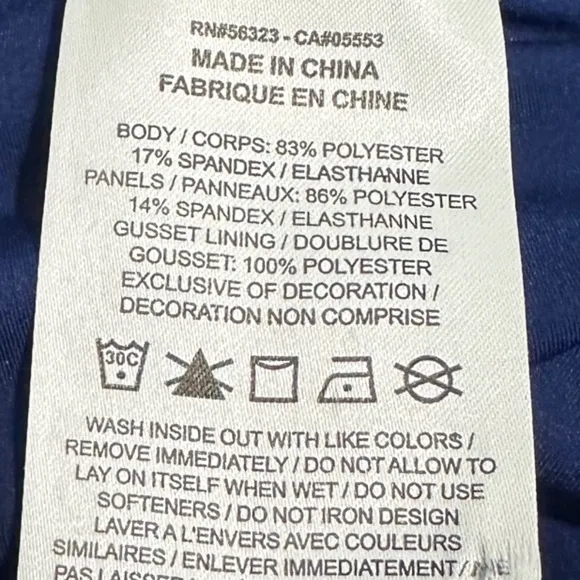 RN#56323 - CA#05553
MADE IN CHINA
FABRIQUE EN CHINE
BODY / CORPS: 83% POLYESTER
17% SPANDEX / ELASTHANNE
PANELS / PANNEAUX: 86% POLYESTER
14% SPANDEX / ELASTHANNE
GUSSET LINING / DOUBLURE DE
GOUSSET: 100% POLYESTER
EXCLUSIVE OF DECORATION /
DECORATION NON COMPRISE
30C
WASH INSIDE OUT WITH LIKE COLORS /
REMOVE IMMEDIATELY / DO NOT ALLOW TO
LAY ON ITSELF WHEN WET / DO NOT USE
SOFTENERS / DO NOT IRON DESIGN
LAVER A L'ENVERS AVEC COULEURS
SIMILAIRES / ENLEVER IMMEDIATEMENT /
PAS LAISSER